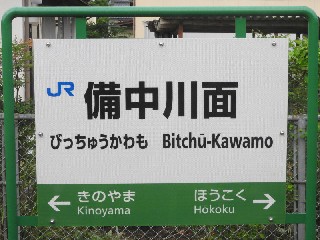 JR 備中川面
びっちゅうかわも Bitchū-Kawamo
← きのやま ほうこく →
Kinoyama Hōkoku